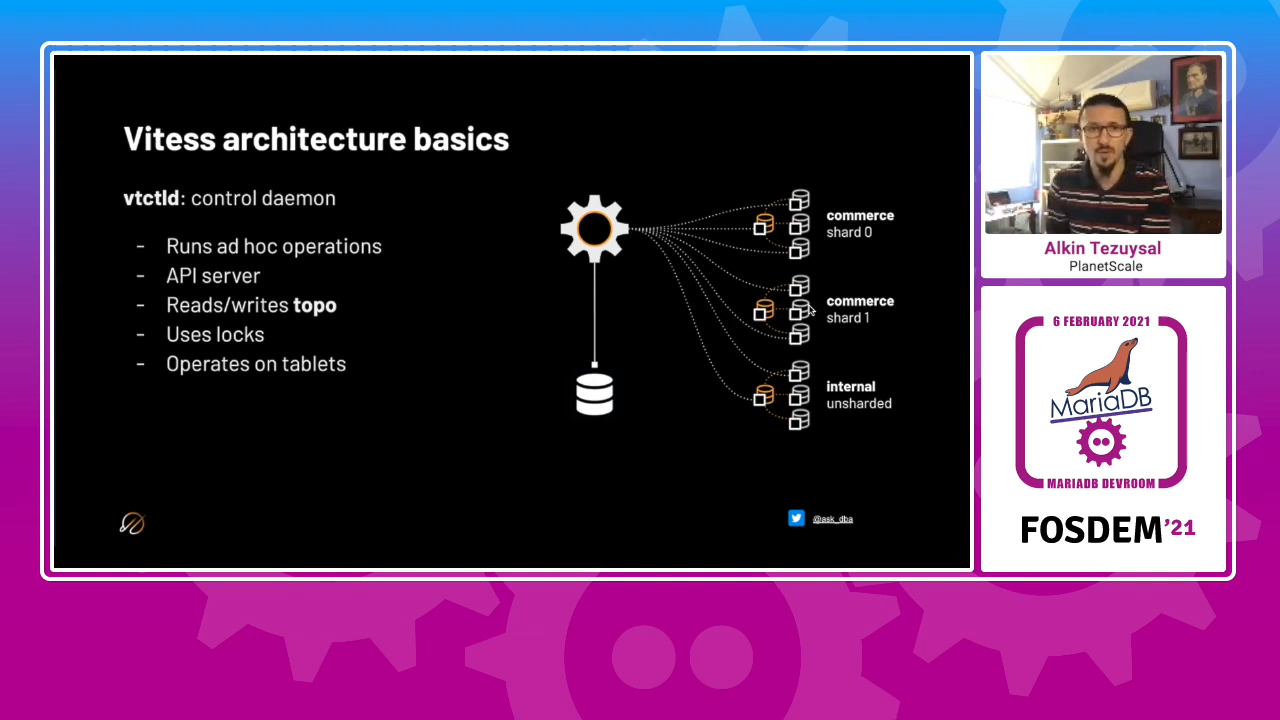 Vitess architecture basics
vtctld: control daemon
- Runs ad hoc operations
- API server
- Reads/writes topo
- Uses locks
- Operates on tablets
commerce
shard 0
commerce
shard 1
internal
unsharded
@ask_dba
Alkin Tezuysal
PlanetScale
6 FEBRUARY 2021
MariaDB
MARIADB DEVROOM
FOSDEM'21